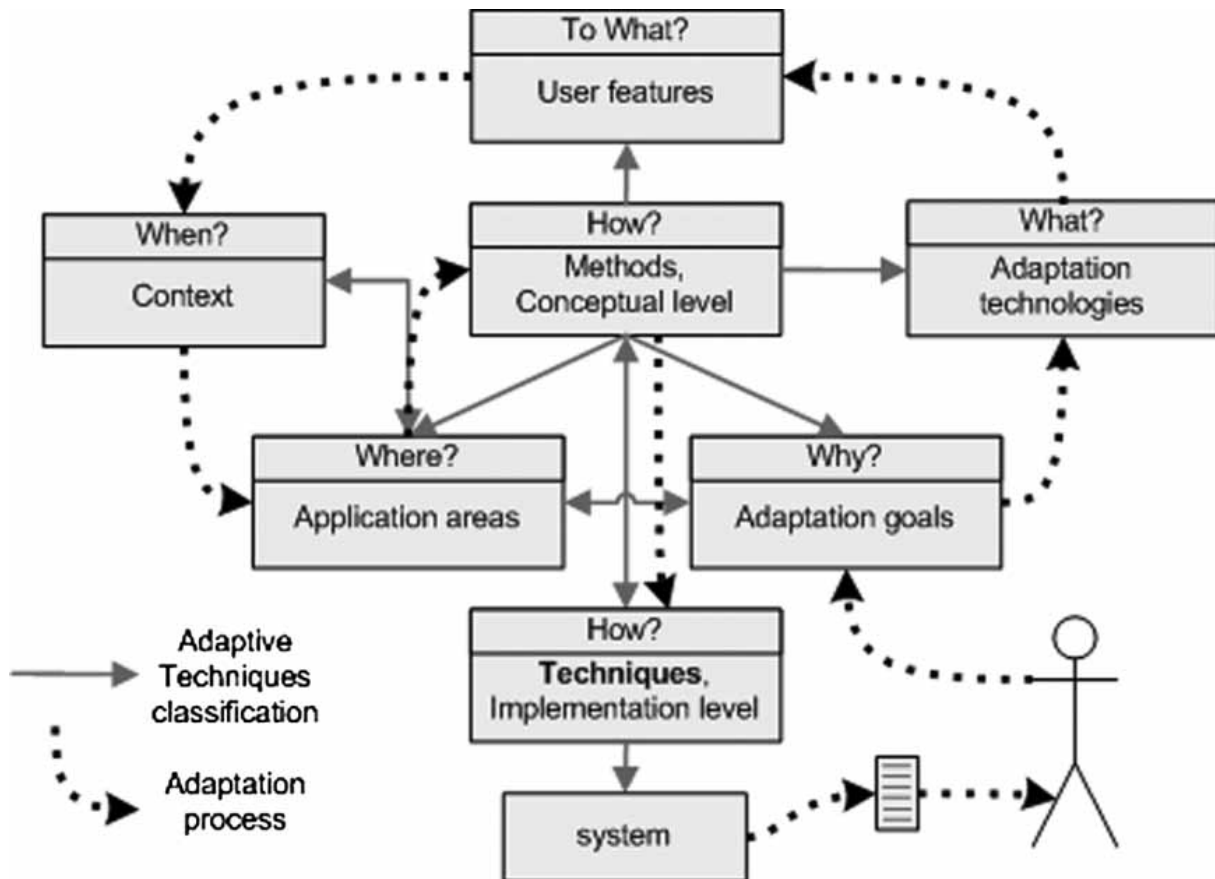 To What?
User features
When?
Context
How?
Methods,
Conceptual level
What?
Adaptation
technologies
Where?
Application areas
Why?
Adaptation goals
How?
Techniques,
Implementation level
system
Adaptive
Techniques
classification
Adaptation
process